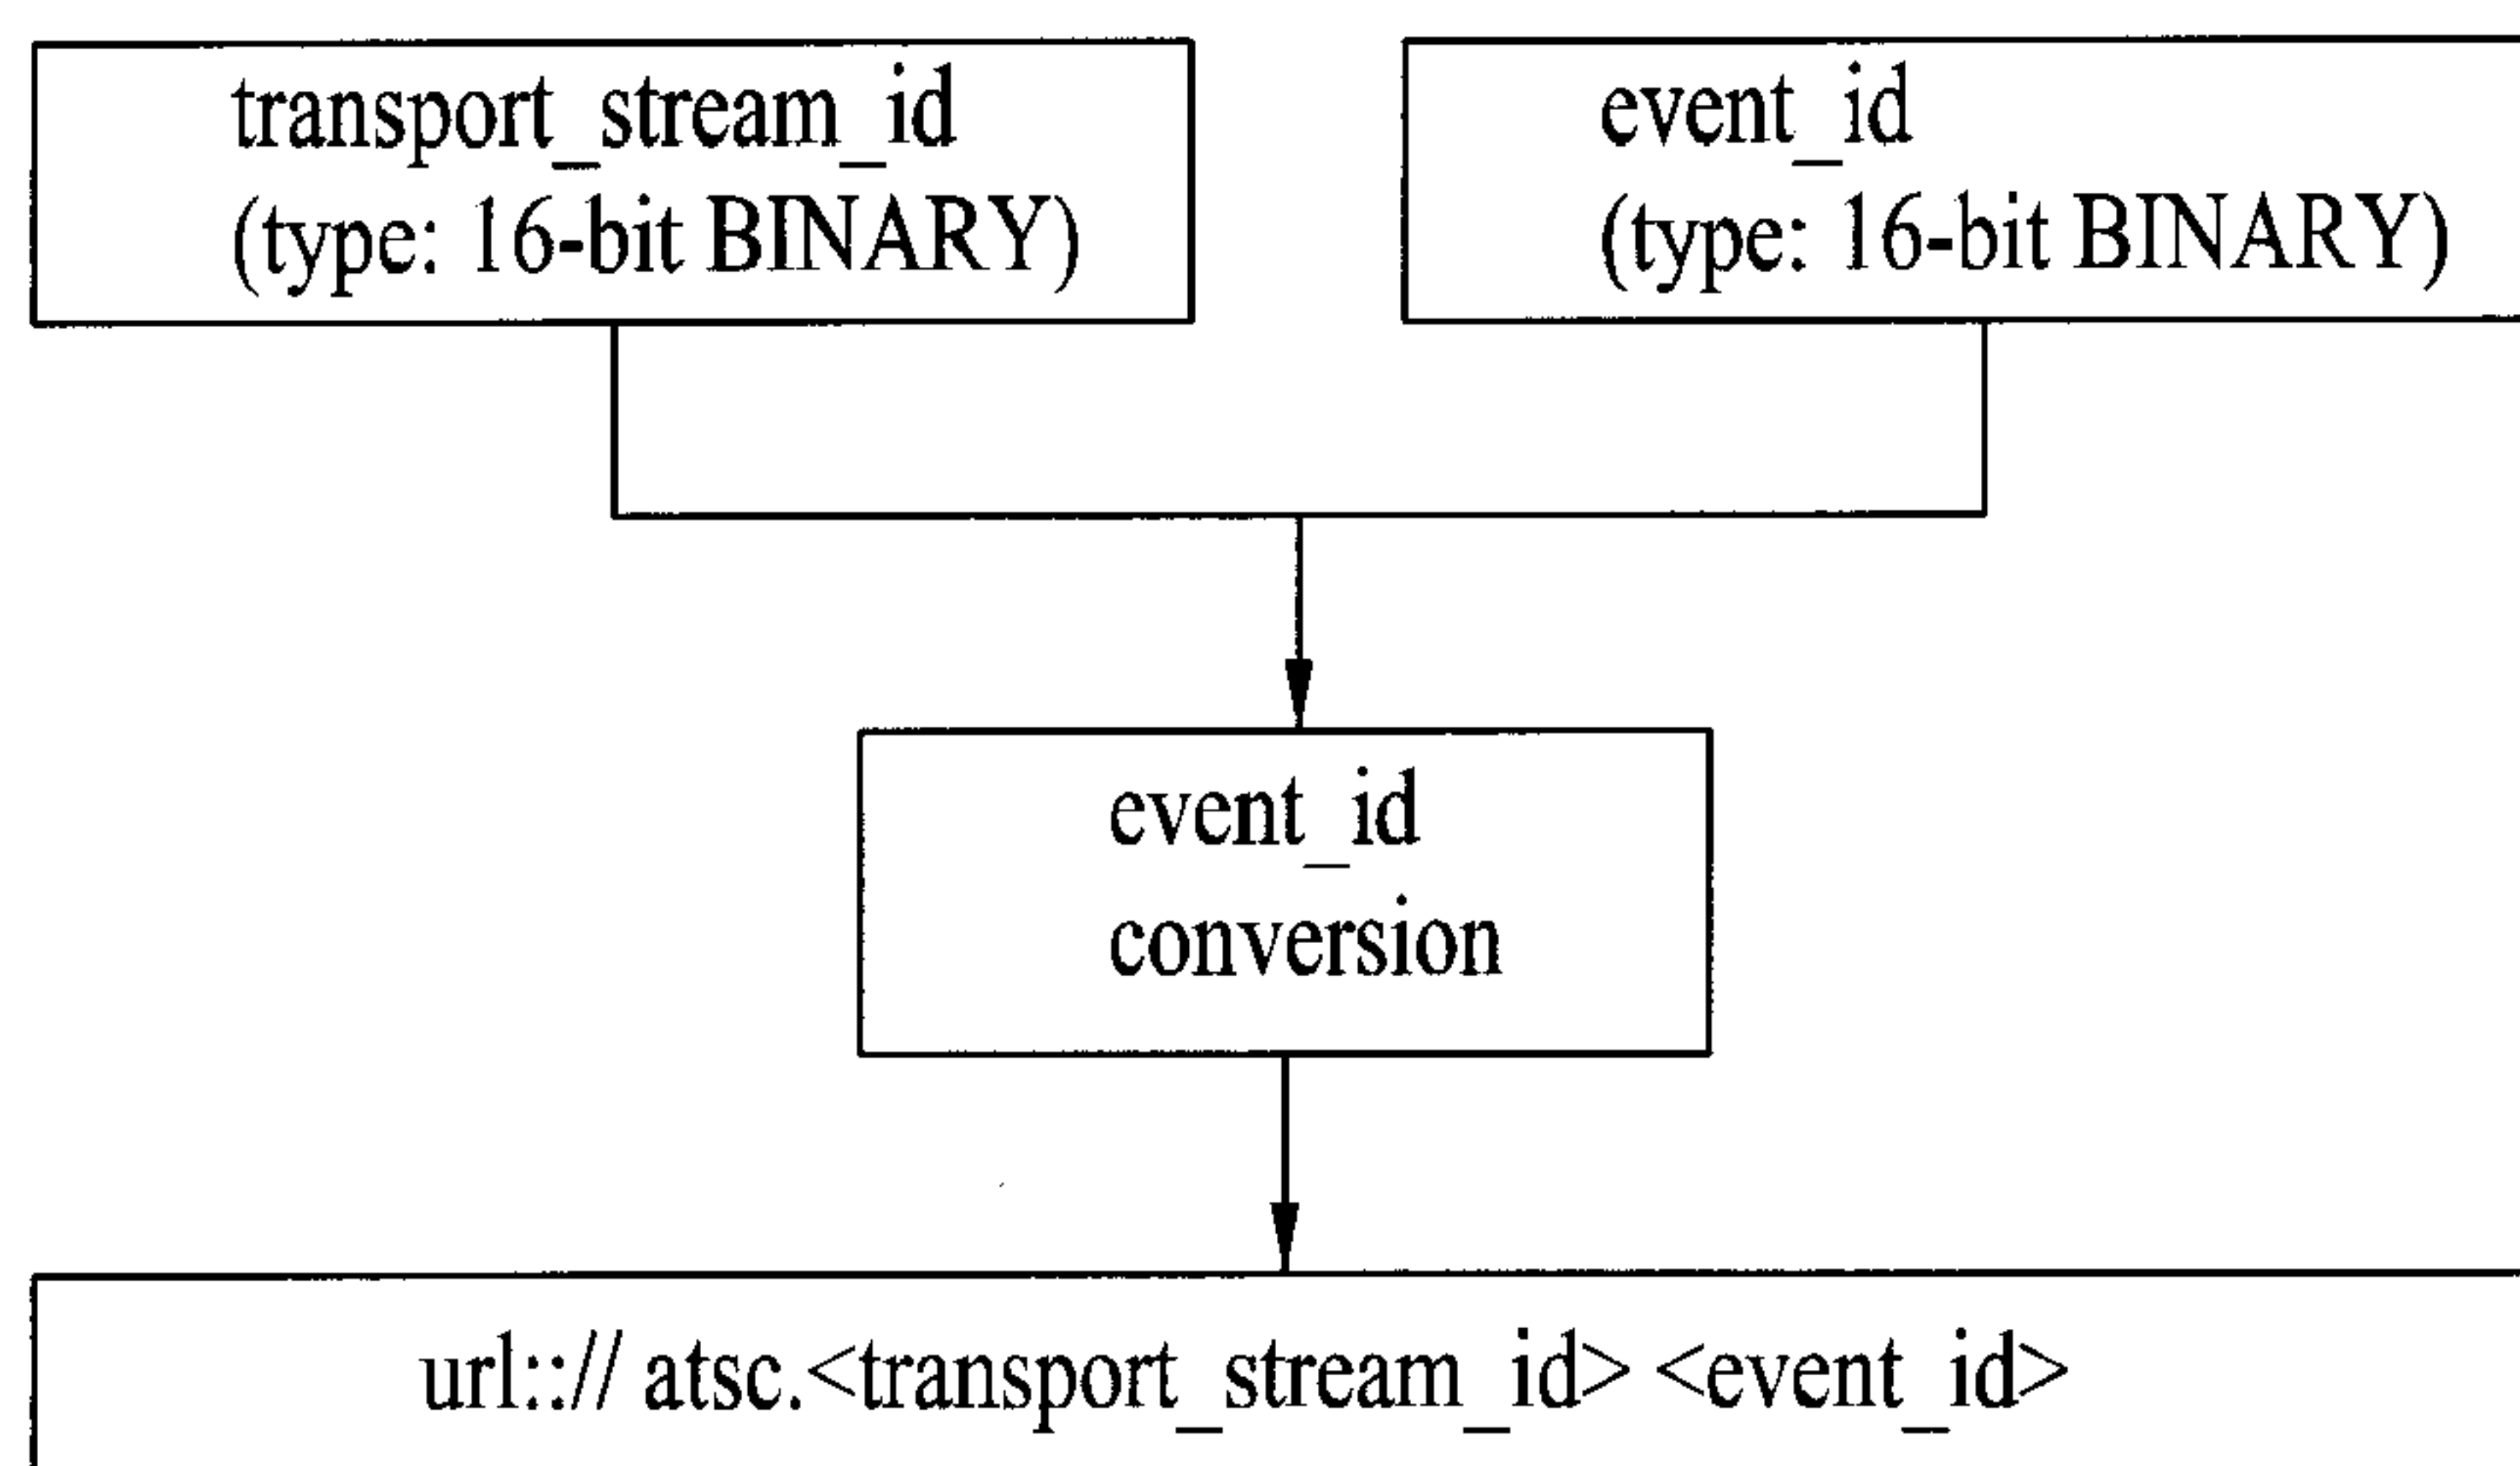 transport_stream_id
(type: 16-bit BINARY)
event_id
(type: 16-bit BINARY)
event_id
conversion
url::// atsc.<transport_stream_id> <event_id>